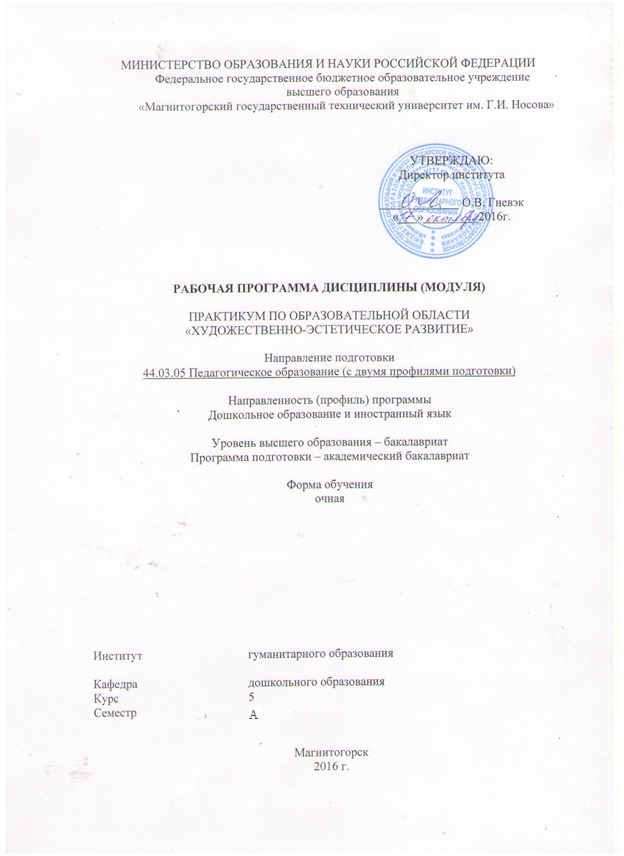 МИНИСТЕРСТВО ОБРАЗОВАНИЯ И НАУКИ РОССИЙСКОЙ ФЕДЕРАЦИИ
Федеральное государственное бюджетное образовательное учреждение
высшего образования
«Магнитогорский государственный технический университет им. Г.И. Носова»
УТВЕРЖДАЮ:
Директор института
О.В. Гневэк
«17» октября 2016г.
ИНСТИТУТ
ГУМАНИТАРНОГО
ОБРАЗОВАНИЯ
РАБОЧАЯ ПРОГРАММА ДИСЦИПЛИНЫ (МОДУЛЯ)
ПРАКТИКУМ ПО ОБРАЗОВАТЕЛЬНОЙ ОБЛАСТИ
«ХУДОЖЕСТВЕННО-ЭСТЕТИЧЕСКОЕ РАЗВИТИЕ»
Направление подготовки
44.03.05 Педагогическое образование (с двумя профилями подготовки)
Направленность (профиль) программы
Дошкольное образование и иностранный язык
Уровень высшего образования – бакалавриат
Программа подготовки – академический бакалавриат
Форма обучения
очная
Институт гуманитарного образования
Кафедра дошкольного образования
Курс 5
Семестр А
Магнитогорск
2016 г.